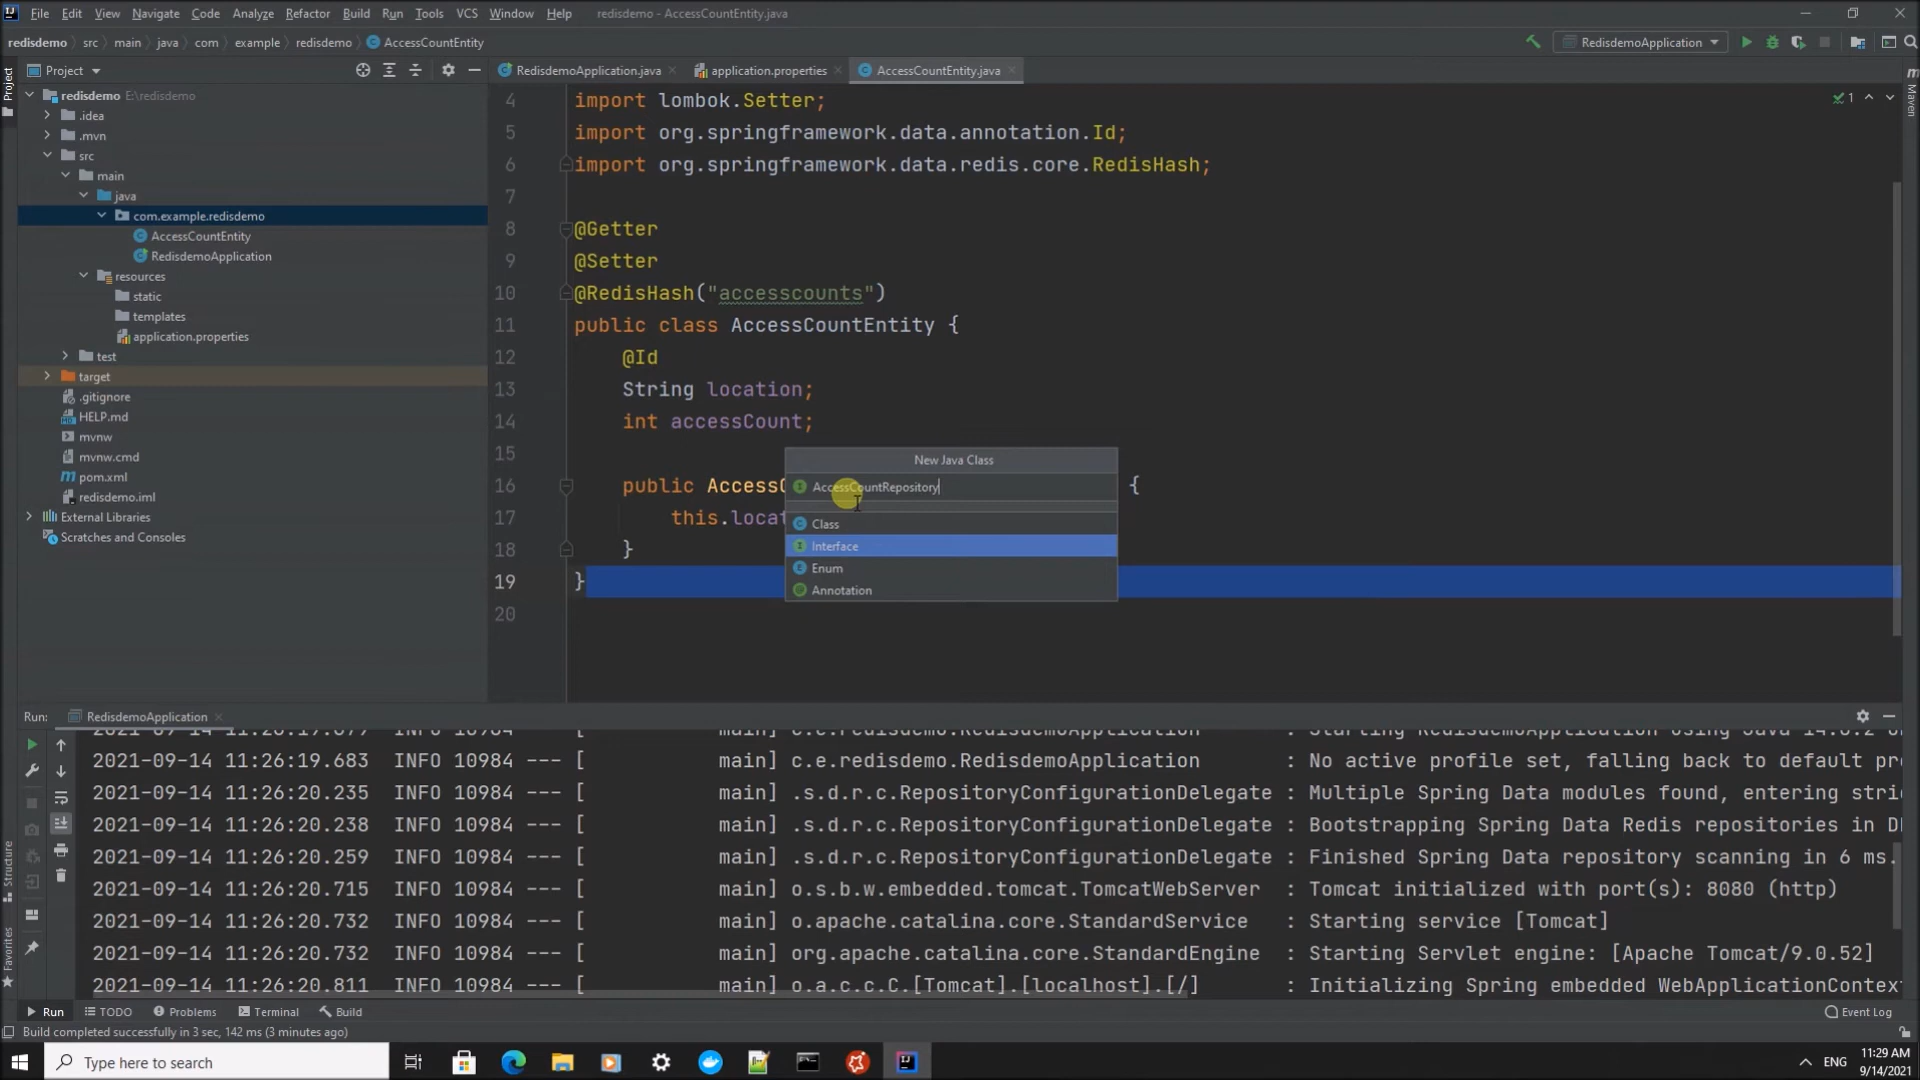 File Edit View Navigate Code Analyze Refactor Build Run Tools VCS Window Help redisdemo - AccessCountEntity.java
redisdemo src main java com example redisdemo AccessCountEntity
RedisdemoApplication
Project
RedisdemoApplication.java application.properties AccessCountEntity.java
Project
Maven
redisdemo E:\redisdemo
.idea
.mvn
src
main
java
com.example.redisdemo
AccessCountEntity
RedisdemoApplication
resources
static
templates
application.properties
test
target
.gitignore
HELP.md
mvnw
mvnw.cmd
pom.xml
redisdemo.iml
External Libraries
Scratches and Consoles
1
4 import lombok.Setter;
5 import org.springframework.data.annotation.Id;
6 import org.springframework.data.redis.core.RedisHash;
7
8 @Getter
9 @Setter
10 @RedisHash("accesscounts")
11 public class AccessCountEntity {
12 @Id
13 String location;
14 int accessCount;
15
16 public AccessC {
17 this.locat
18 }
19 }
20
New Java Class
AccessCountRepository
Class
Interface
Enum
Annotation
Run: RedisdemoApplication
2021-09-14 11:26:19.683 INFO 10984 --- [ main] c.e.redisdemo.RedisdemoApplication : No active profile set, falling back to default pr
2021-09-14 11:26:20.235 INFO 10984 --- [ main] .s.d.r.c.RepositoryConfigurationDelegate : Multiple Spring Data modules found, entering stric
2021-09-14 11:26:20.238 INFO 10984 --- [ main] .s.d.r.c.RepositoryConfigurationDelegate : Bootstrapping Spring Data Redis repositories in D
2021-09-14 11:26:20.259 INFO 10984 --- [ main] .s.d.r.c.RepositoryConfigurationDelegate : Finished Spring Data repository scanning in 6 ms.
2021-09-14 11:26:20.715 INFO 10984 --- [ main] o.s.b.w.embedded.tomcat.TomcatWebServer : Tomcat initialized with port(s): 8080 (http)
2021-09-14 11:26:20.732 INFO 10984 --- [ main] o.apache.catalina.core.StandardService : Starting service [Tomcat]
2021-09-14 11:26:20.732 INFO 10984 --- [ main] org.apache.catalina.core.StandardEngine : Starting Servlet engine: [Apache Tomcat/9.0.52]
2021-09-14 11:26:20.811 INFO 10984 --- [ main] o.a.c.c.C.[Tomcat].[localhost].[/] : Initializing Spring embedded WebApplicationContext
Structure
Favorites
Run TODO Problems Terminal Build Event Log
Build completed successfully in 3 sec, 142 ms (3 minutes ago)
Type here to search
ENG
11:29 AM
9/14/2021